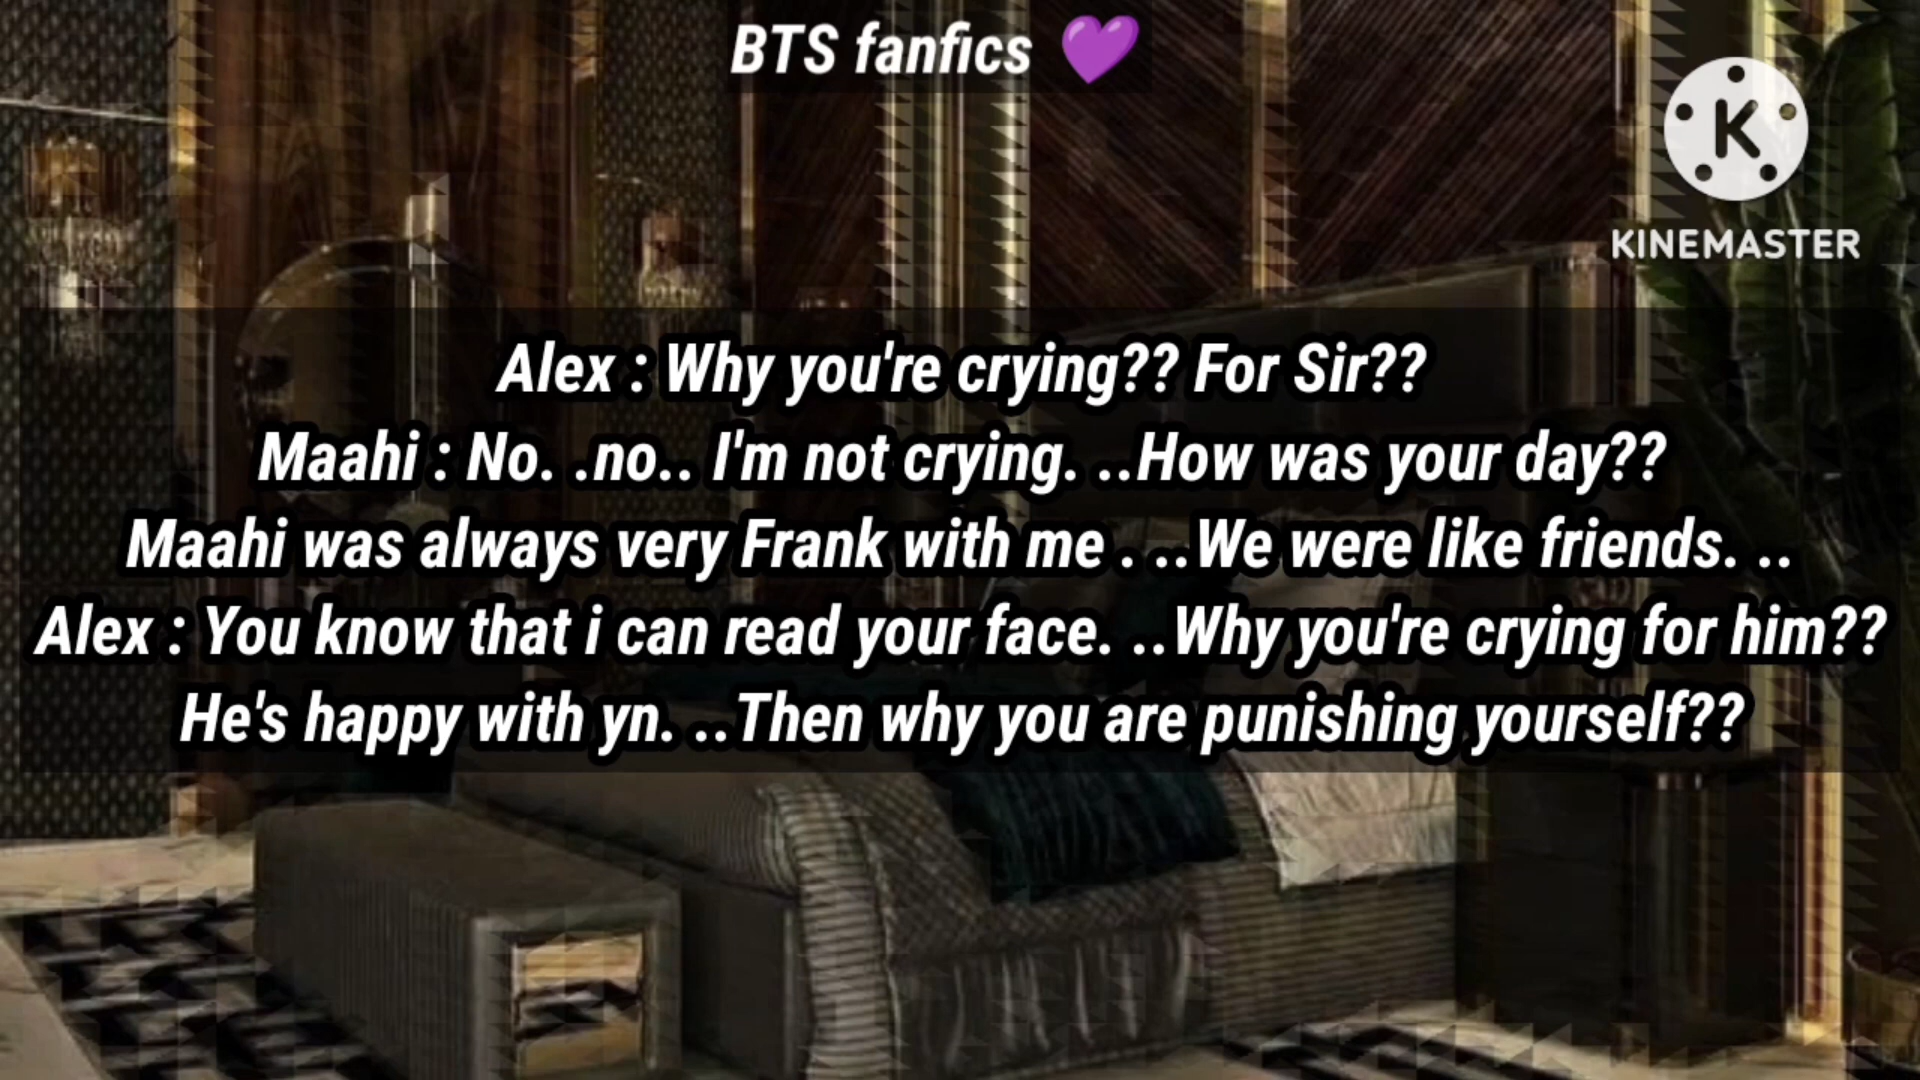 BTS fanfics 💜
K
KINEMASTER
Alex : Why you're crying?? For Sir??
Maahi : No. .no.. I'm not crying. ..How was your day??
Maahi was always very Frank with me . ..We were like friends. ..
Alex : You know that i can read your face. ..Why you're crying for him??
He's happy with yn. ..Then why you are punishing yourself??